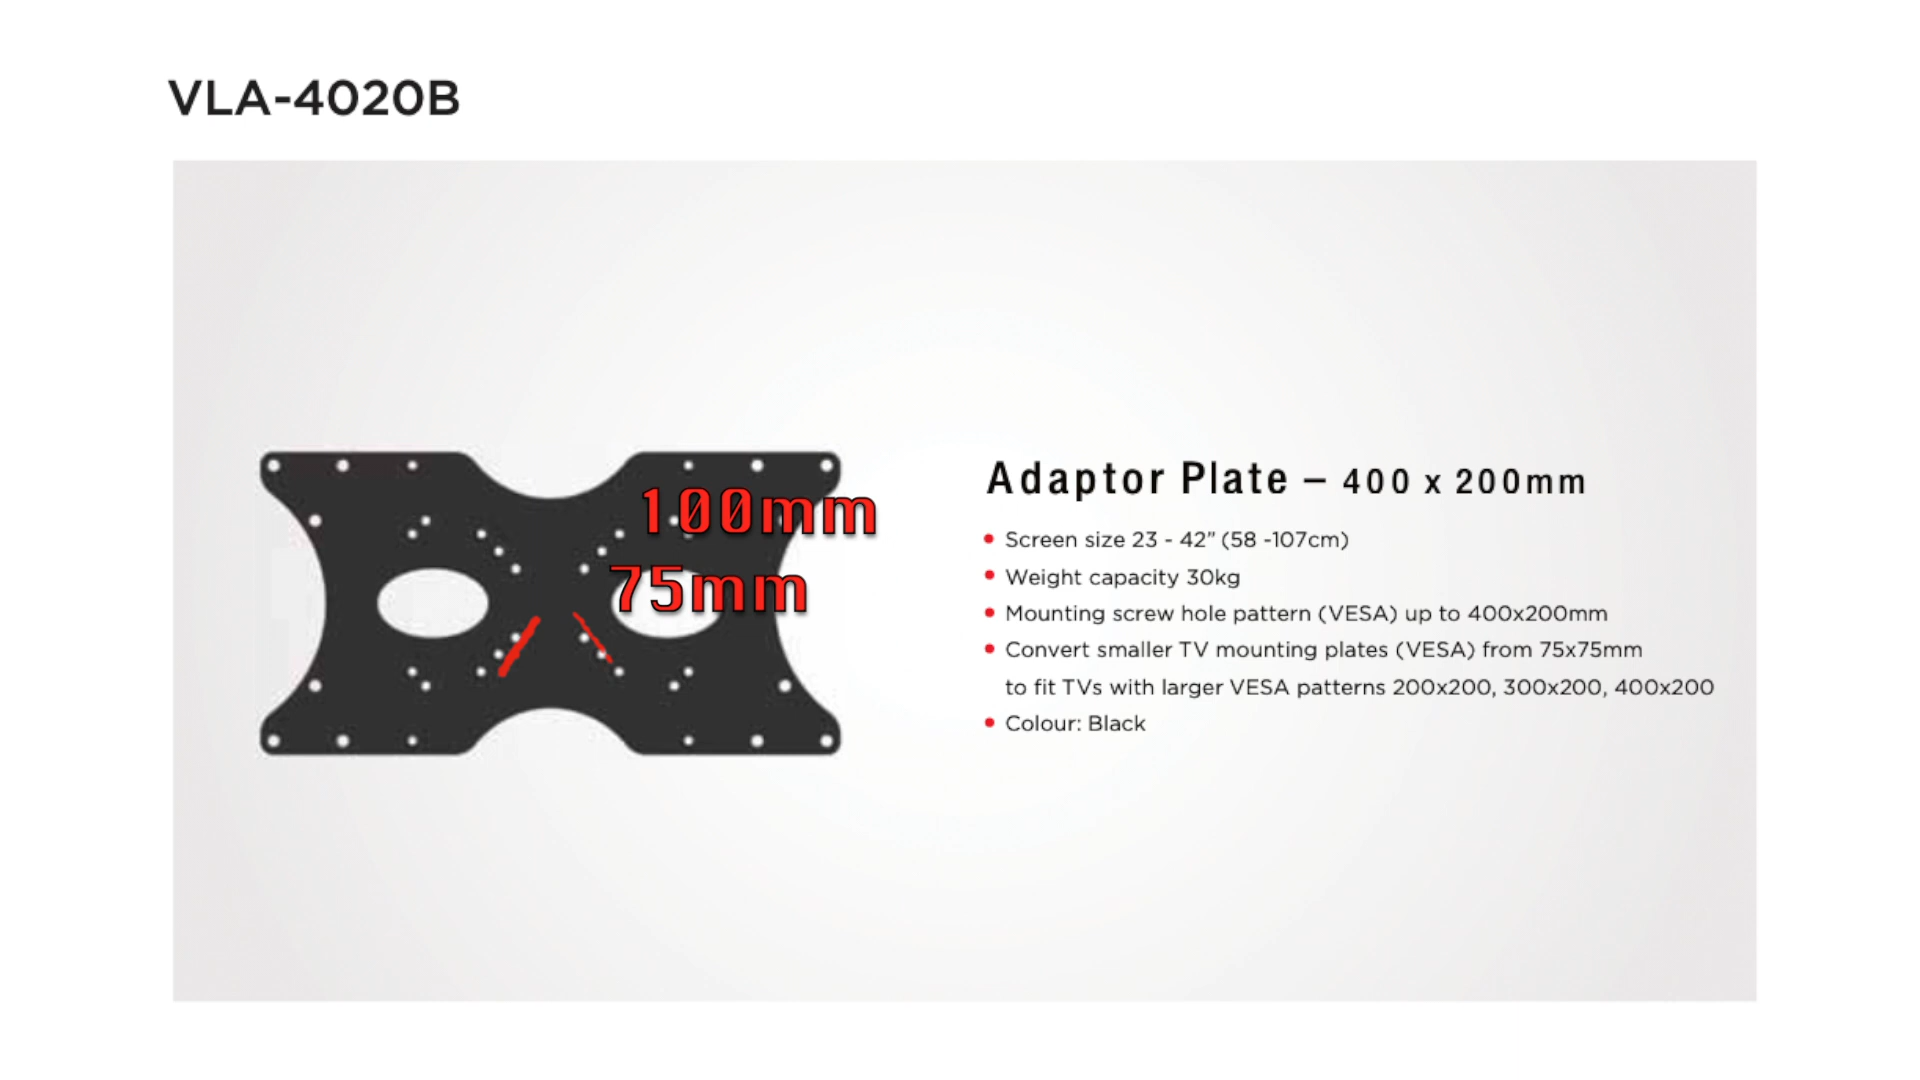 VLA-4020B
100mm
75mm
Adaptor Plate – 400 x 200mm
• Screen size 23 - 42” (58 -107cm)
• Weight capacity 30kg
• Mounting screw hole pattern (VESA) up to 400x200mm
• Convert smaller TV mounting plates (VESA) from 75x75mm
to fit TVs with larger VESA patterns 200x200, 300x200, 400x200
• Colour: Black